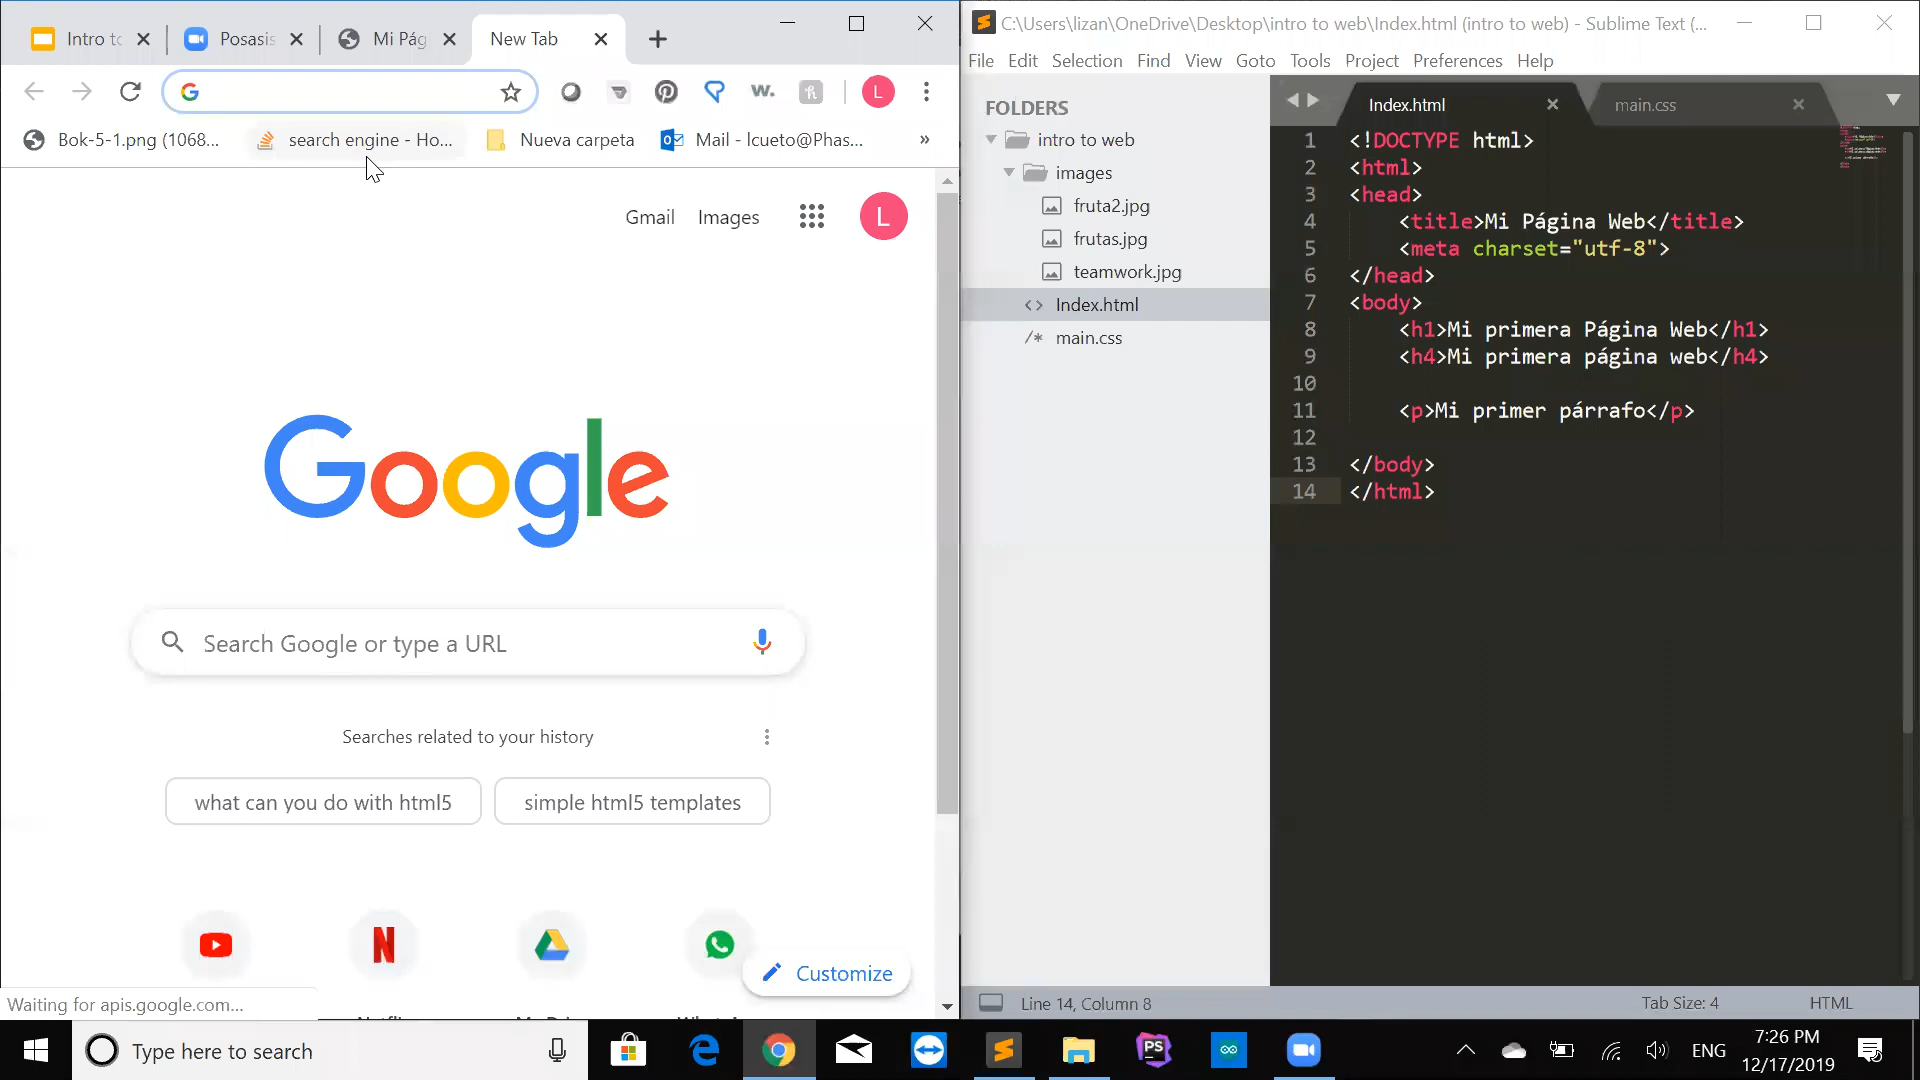 Intro to
Posasis
Mi Pág
New Tab
Bok-5-1.png (1068...
search engine - Ho...
Nueva carpeta
Mail - lcueto@Phas...
»
Gmail
Images
L
Google
Search Google or type a URL
Searches related to your history
what can you do with html5
simple html5 templates
Customize
Waiting for apis.google.com...
C:\Users\lizan\OneDrive\Desktop\intro to web\Index.html (intro to web) - Sublime Text (...
File Edit Selection Find View Goto Tools Project Preferences Help
FOLDERS
intro to web
images
fruta2.jpg
frutas.jpg
teamwork.jpg
<> Index.html
/* main.css
Index.html
main.css
1 <!DOCTYPE html>
2 <html>
3 <head>
4 <title>Mi Página Web</title>
5 <meta charset="utf-8">
6 </head>
7 <body>
8 <h1>Mi primera Página Web</h1>
9 <h4>Mi primera página web</h4>
10
11 <p>Mi primer párrafo</p>
12
13 </body>
14 </html>
Line 14, Column 8
Tab Size: 4
HTML
Type here to search
PS
ENG
7:26 PM
12/17/2019